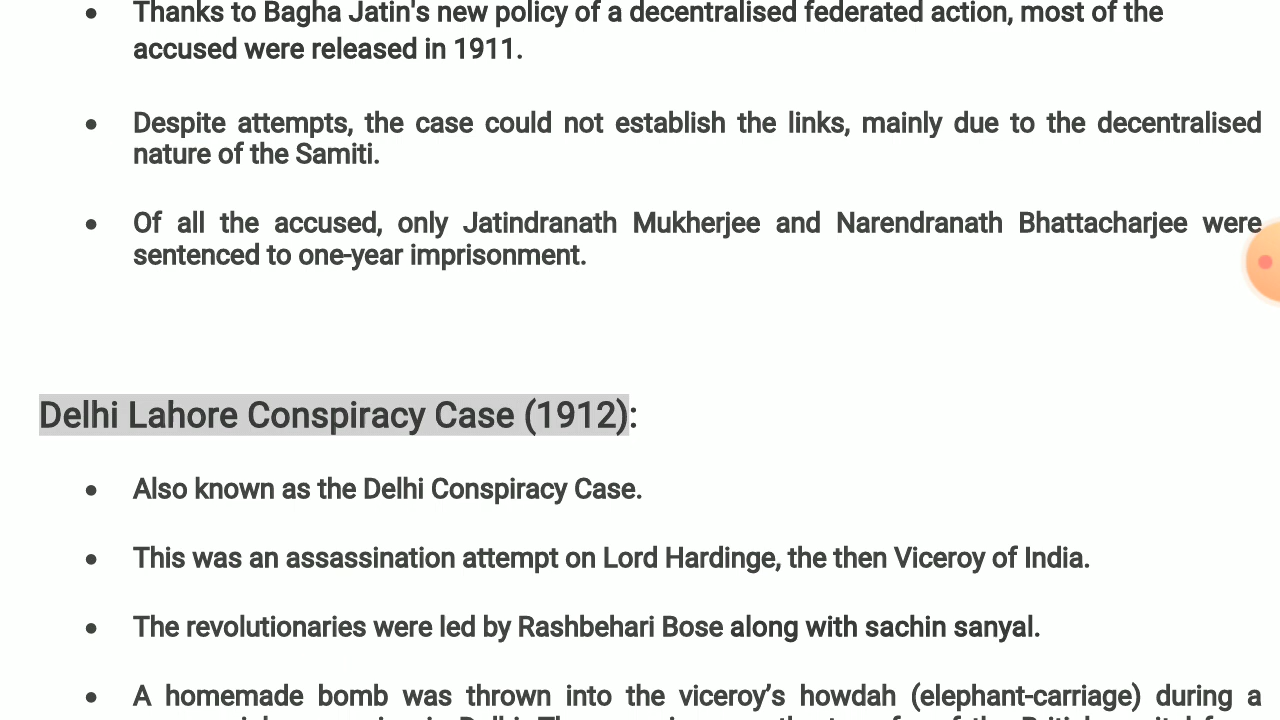 • Thanks to Bagha Jatin's new policy of a decentralised federated action, most of the
accused were released in 1911.
• Despite attempts, the case could not establish the links, mainly due to the decentralised
nature of the Samiti.
• Of all the accused, only Jatindranath Mukherjee and Narendranath Bhattacharjee were
sentenced to one-year imprisonment.
Delhi Lahore Conspiracy Case (1912):
• Also known as the Delhi Conspiracy Case.
• This was an assassination attempt on Lord Hardinge, the then Viceroy of India.
• The revolutionaries were led by Rashbehari Bose along with sachin sanyal.
• A homemade bomb was thrown into the viceroy’s howdah (elephant-carriage) during a